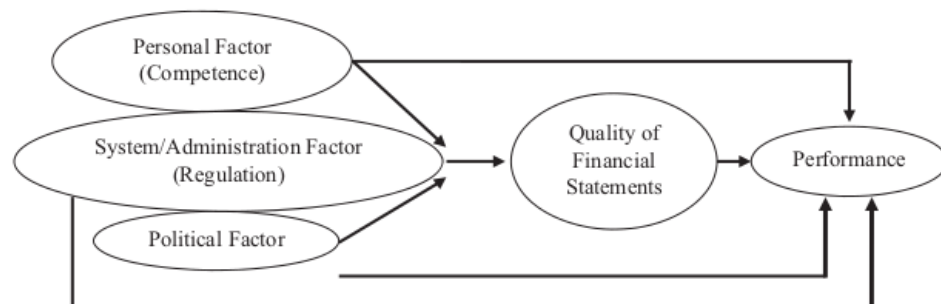 Personal Factor
(Competence)
System/Administration Factor
(Regulation)
Political Factor
Quality of
Financial
Statements
Performance